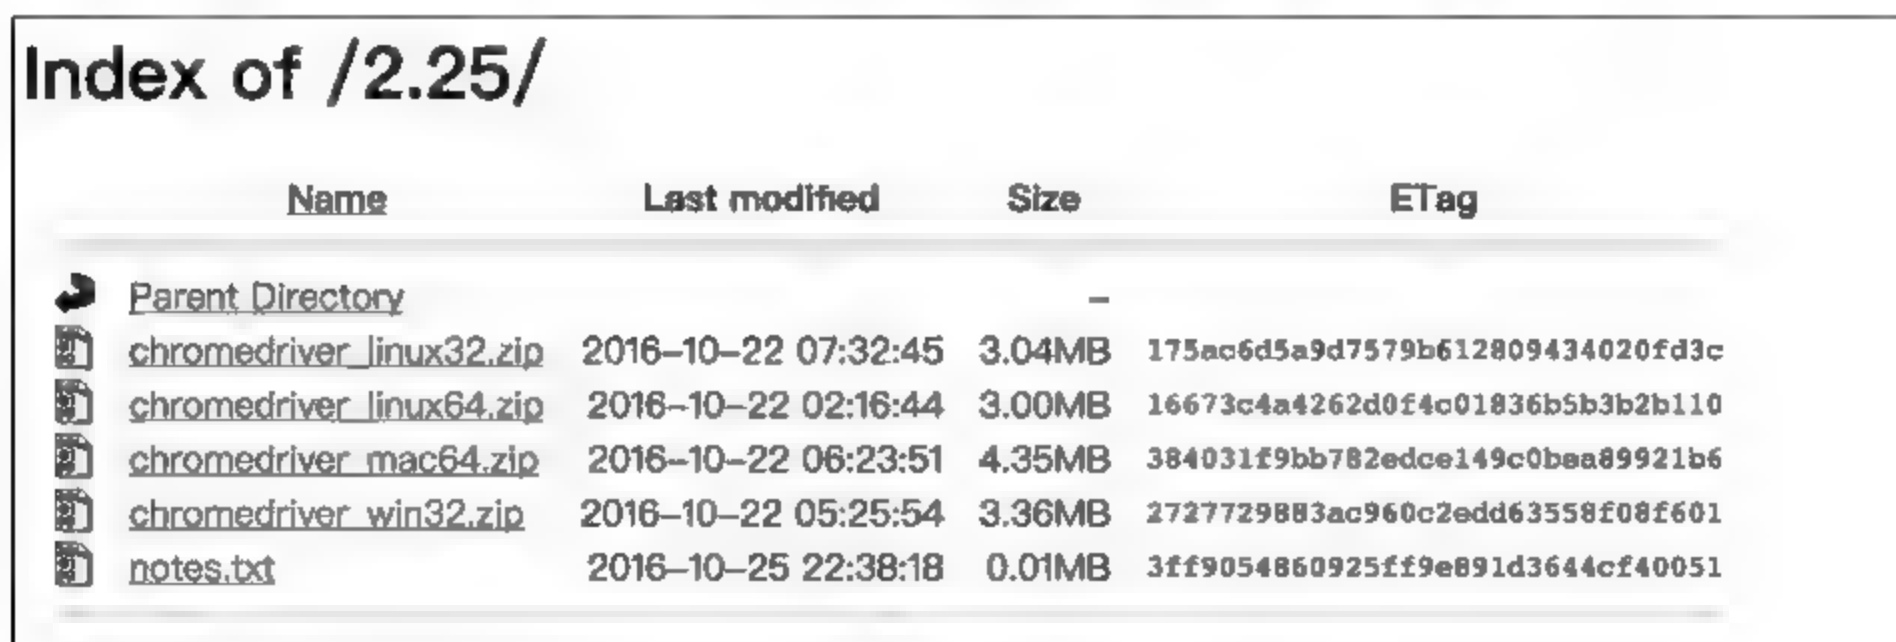 Index of /2.25/
Name Last modified Size ETag
Parent Directory –
chromedriver_linux32.zip 2016-10-22 07:32:45 3.04MB 175ac6d5a9d7579b612809434020fd3c
chromedriver_linux64.zip 2016-10-22 02:16:44 3.00MB 16673c4a4262d0f4c01836b5b3b2b110
chromedriver_mac64.zip 2016-10-22 06:23:51 4.35MB 384031f9bb782edce149c0bea89921b6
chromedriver_win32.zip 2016-10-22 05:25:54 3.36MB 2727729883ac960c2edd63558f08f601
notes.txt 2016-10-25 22:38:18 0.01MB 3ff9054860925ff9e891d3644cf40051